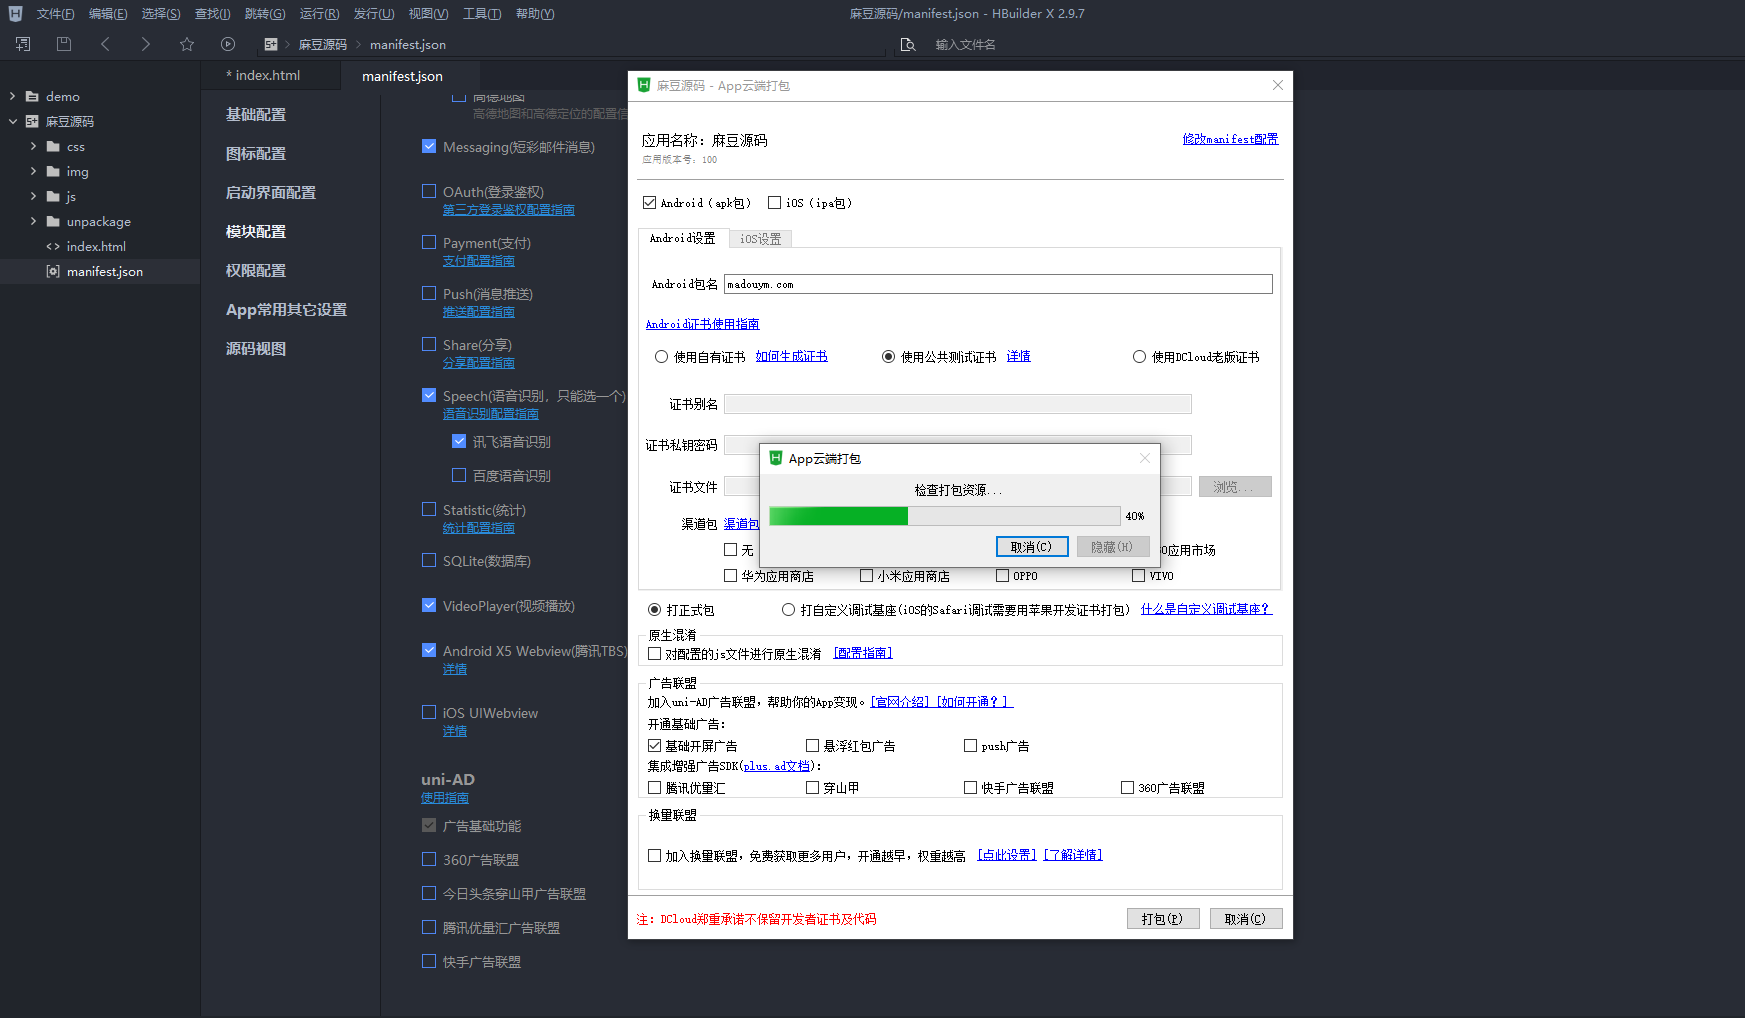 文件(F) 编辑(E) 选择(S) 查找(I) 跳转(G) 运行(R) 发行(U) 视图(V) 工具(T) 帮助(Y)
麻豆源码/manifest.json - HBuilder X 2.9.7
麻豆源码 manifest.json
输入文件名
* index.html
manifest.json
demo
麻豆源码
css
img
js
unpackage
index.html
manifest.json
基础配置
图标配置
启动界面配置
模块配置
权限配置
App常用其它设置
源码视图
高德地图
高德地图和高德定位的配置信
Messaging(短彩邮件消息)
OAuth(登录鉴权)
第三方登录鉴权配置指南
Payment(支付)
支付配置指南
Push(消息推送)
推送配置指南
Share(分享)
分享配置指南
Speech(语音识别，只能选一个)
语音识别配置指南
讯飞语音识别
百度语音识别
Statistic(统计)
统计配置指南
SQLite(数据库)
VideoPlayer(视频播放)
Android X5 Webview(腾讯TBS)
详情
iOS UIWebview
详情
uni-AD
使用指南
广告基础功能
360广告联盟
今日头条穿山甲广告联盟
腾讯优量汇广告联盟
快手广告联盟
麻豆源码 - App云端打包
应用名称：麻豆源码
修改manifest配置
应用版本号：100
Android（apk包） iOS（ipa包）
Android设置 iOS设置
Android包名 madouym.com
Android证书使用指南
使用自有证书 如何生成证书 使用公共测试证书 详情 使用DCloud老版证书
证书别名
证书私钥密码
证书文件 浏览...
渠道包 渠道包
无
应用市场
华为应用商店 小米应用商店 OPPO VIVO
App云端打包
检查打包资源...
40%
取消(C) 隐藏(H)
打正式包 打自定义调试基座(iOS的Safari调试需要用苹果开发证书打包) 什么是自定义调试基座？
原生混淆
对配置的js文件进行原生混淆 [配置指南]
广告联盟
加入uni-AD广告联盟，帮助你的App变现。[官网介绍] [如何开通？]
开通基础广告：
基础开屏广告 悬浮红包广告 push广告
集成增强广告SDK(plus.ad文档)：
腾讯优量汇 穿山甲 快手广告联盟 360广告联盟
换量联盟
加入换量联盟，免费获取更多用户，开通越早，权重越高 [点此设置] [了解详情]
注：DCloud郑重承诺不保留开发者证书及代码
打包(P) 取消(C)